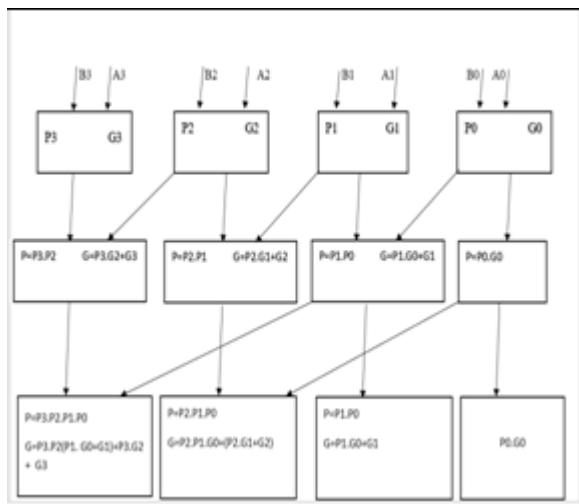 B3 A3 B2 A2 B1 A1 B0 A0
P3 G3 P2 G2 P1 G1 P0 G0
P=P3.P2 G=P3.G2+G3 P=P2.P1 G=P2.G1+G2 P=P1.P0 G=P1.G0+G1 P=P0.G0
P=P3.P2.P1.P0
G=P3.P2(P1. G0+G1)+P3.G2
+ G3
P=P2.P1.P0
G=P2.P1.G0+(P2.G1+G2)
P=P1.P0
G=P1.G0+G1
P0.G0